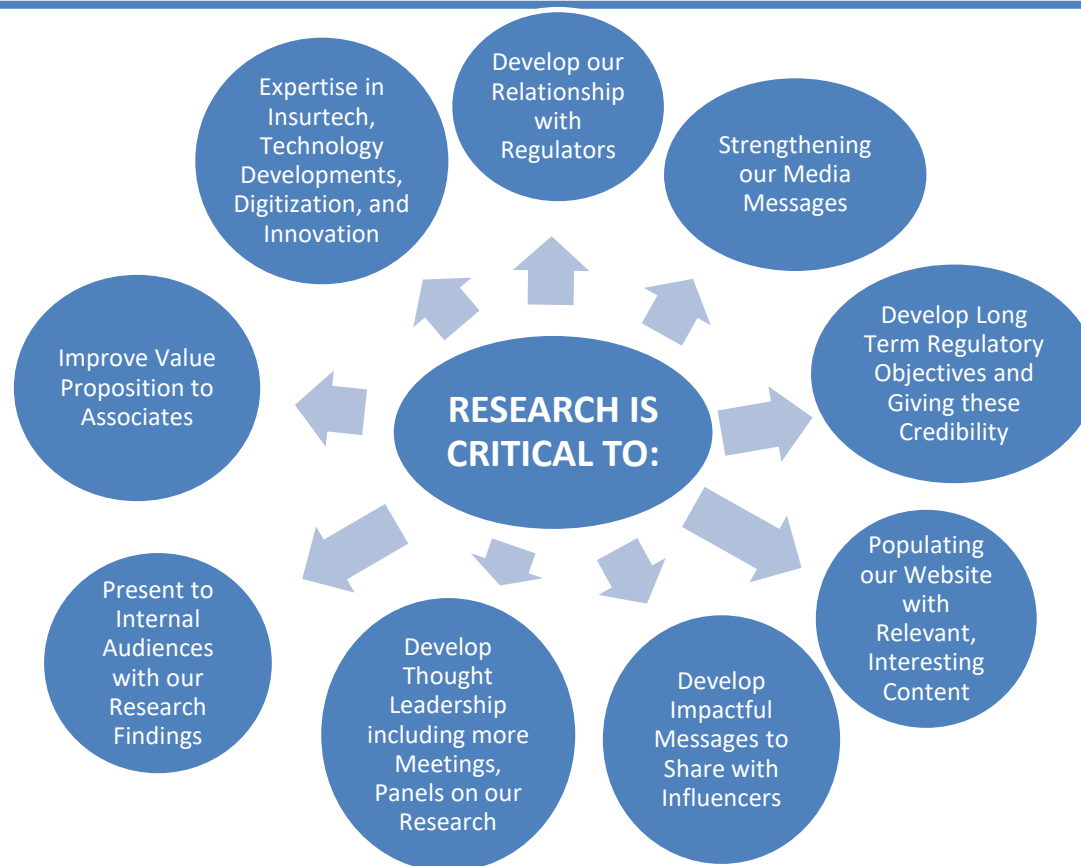 Develop our
Relationship
with
Regulators
Strengthening
our Media
Messages
Develop Long
Term Regulatory
Objectives and
Giving these
Credibility
Populating
our Website
with
Relevant,
Interesting
Content
Develop
Impactful
Messages to
Share with
Influencers
Develop
Thought
Leadership
including more
Meetings,
Panels on our
Research
Present to
Internal
Audiences
with our
Research
Findings
Improve Value
Proposition to
Associates
Expertise in
Insurtech,
Technology
Developments,
Digitization, and
Innovation
RESEARCH IS
CRITICAL TO: